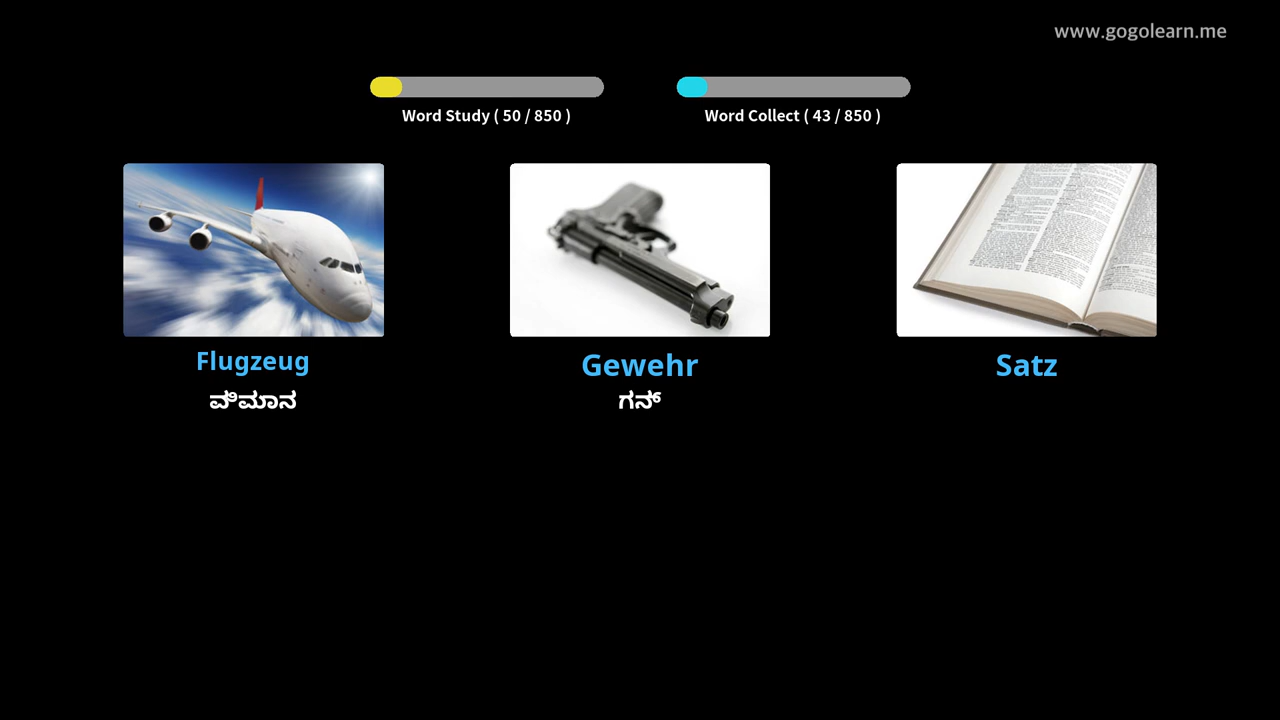 www.gogolearn.me
Word Study ( 50 / 850 )
Word Collect ( 43 / 850 )
Flugzeug
ವಿಮಾನ
Gewehr
ಗನ್
Satz